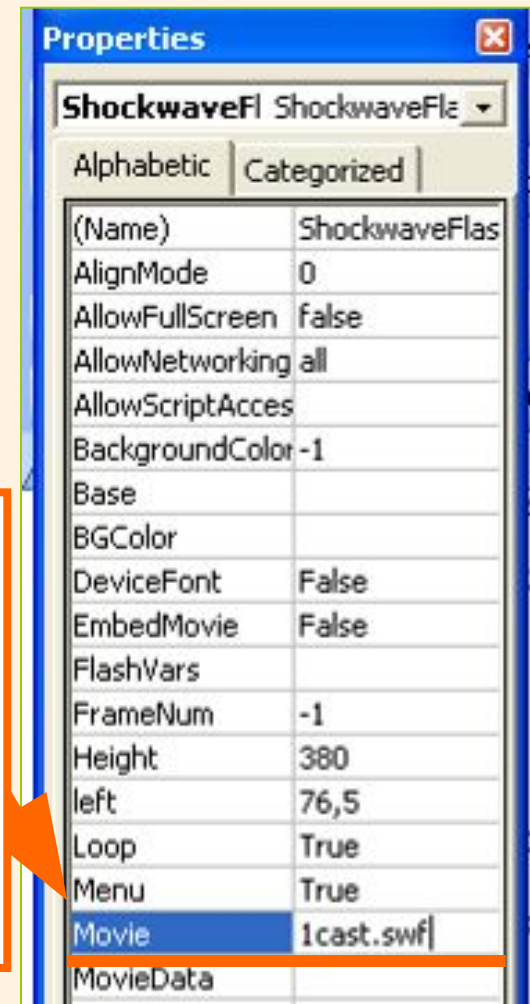 Properties
ShockwaveFl ShockwaveFla
Alphabetic Categorized
(Name) ShockwaveFlas
AlignMode 0
AllowFullScreen false
AllowNetworking all
AllowScriptAcces
BackgroundColor -1
Base
BGColor
DeviceFont False
EmbedMovie False
FlashVars
FrameNum -1
Height 380
left 76,5
Loop True
Menu True
Movie 1cast.swf
MovieData